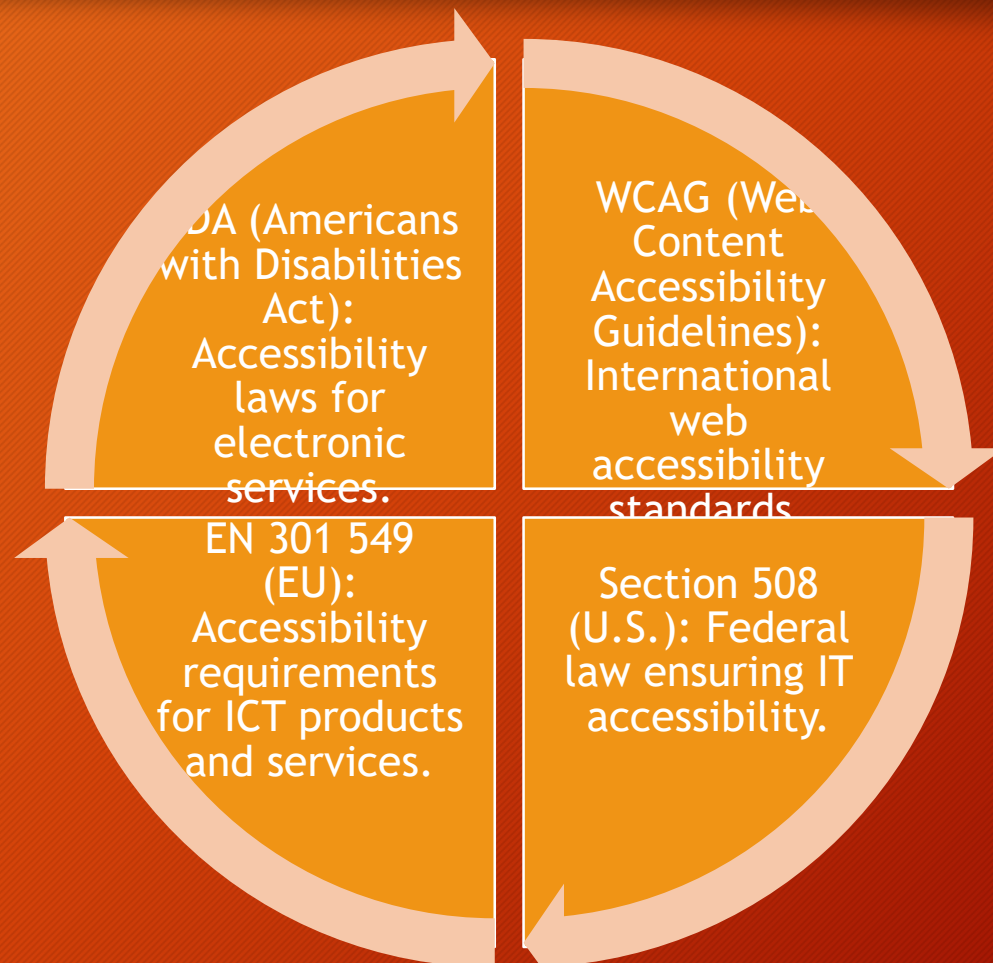 DA (Americans
with Disabilities
Act):
Accessibility
laws for
electronic
services.
WCAG (Web
Content
Accessibility
Guidelines):
International
web
accessibility
standards
Section 508
(U.S.): Federal
law ensuring IT
accessibility.
EN 301 549
(EU):
Accessibility
requirements
for ICT products
and services.